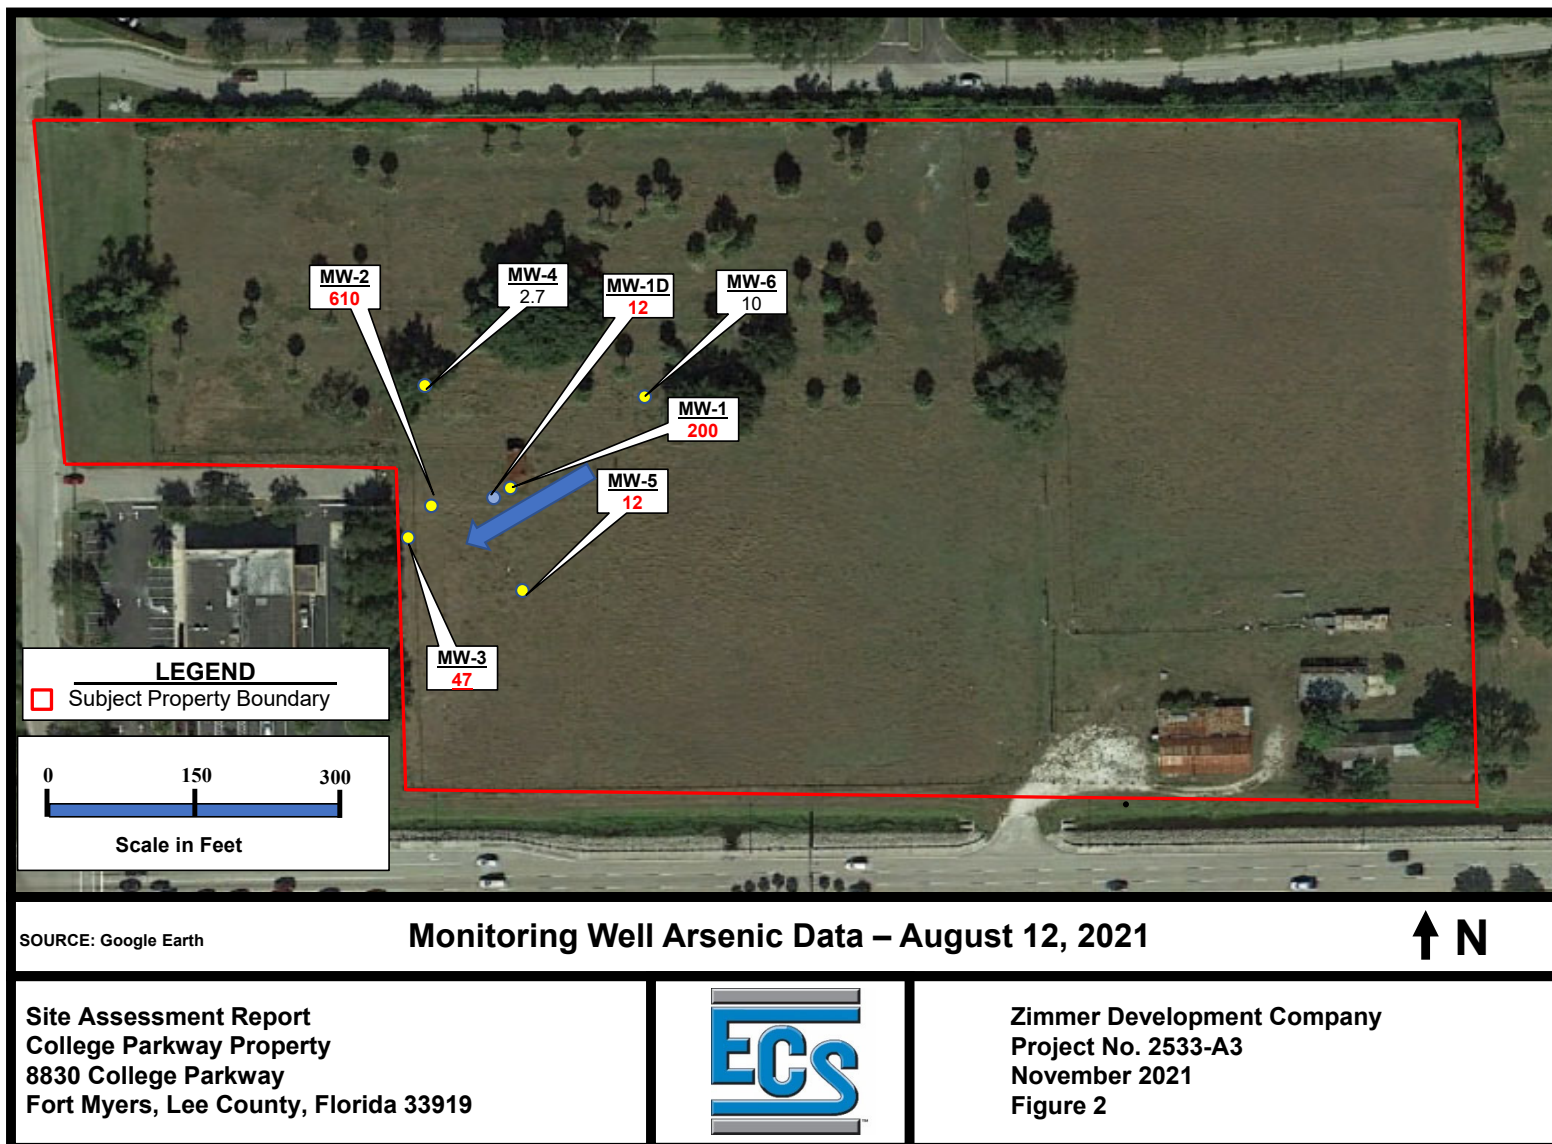 MW-2
610
MW-4
2.7
MW-1D
12
MW-6
10
MW-1
200
MW-5
12
MW-3
47
LEGEND
Subject Property Boundary
0 150 300
Scale in Feet
SOURCE: Google Earth
Monitoring Well Arsenic Data – August 12, 2021
N
Site Assessment Report
College Parkway Property
8830 College Parkway
Fort Myers, Lee County, Florida 33919
ECS
™
Zimmer Development Company
Project No. 2533-A3
November 2021
Figure 2